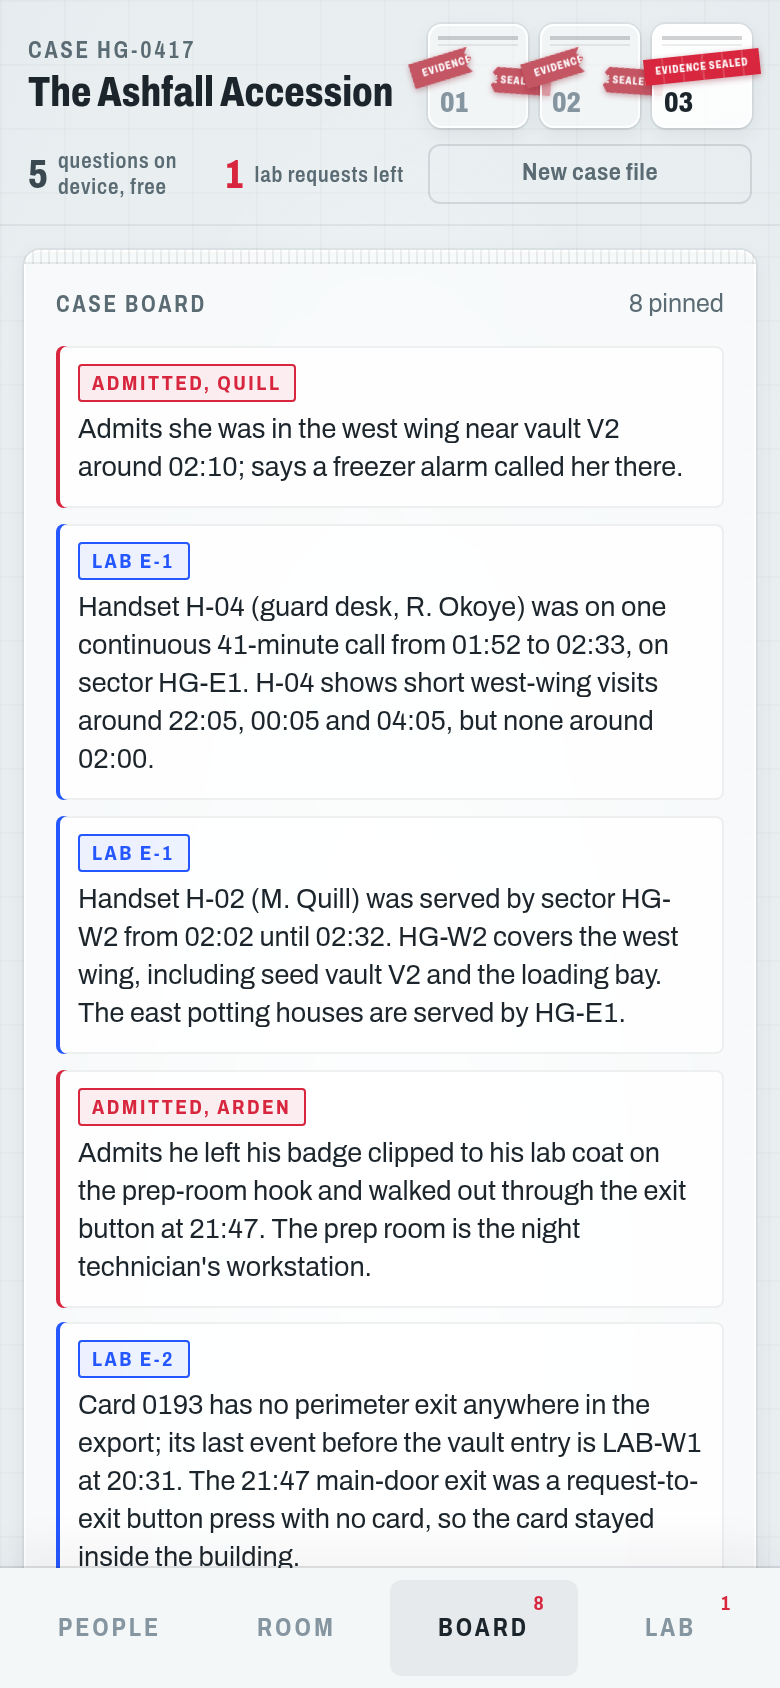 CASE HG-0417
The Ashfall Accession
EVIDENCE
E SEAL
01
EVIDENCE
E SEALE
02
EVIDENCE SEALED
03
5 questions on
device, free
1 lab requests left
New case file
CASE BOARD
8 pinned
ADMITTED, QUILL
Admits she was in the west wing near vault V2
around 02:10; says a freezer alarm called her there.
LAB E-1
Handset H-04 (guard desk, R. Okoye) was on one
continuous 41-minute call from 01:52 to 02:33, on
sector HG-E1. H-04 shows short west-wing visits
around 22:05, 00:05 and 04:05, but none around
02:00.
LAB E-1
Handset H-02 (M. Quill) was served by sector HG-
W2 from 02:02 until 02:32. HG-W2 covers the west
wing, including seed vault V2 and the loading bay.
The east potting houses are served by HG-E1.
ADMITTED, ARDEN
Admits he left his badge clipped to his lab coat on
the prep-room hook and walked out through the exit
button at 21:47. The prep room is the night
technician's workstation.
LAB E-2
Card 0193 has no perimeter exit anywhere in the
export; its last event before the vault entry is LAB-W1
at 20:31. The 21:47 main-door exit was a request-to-
exit button press with no card, so the card stayed
inside the building.
PEOPLE
ROOM
BOARD
8
LAB
1